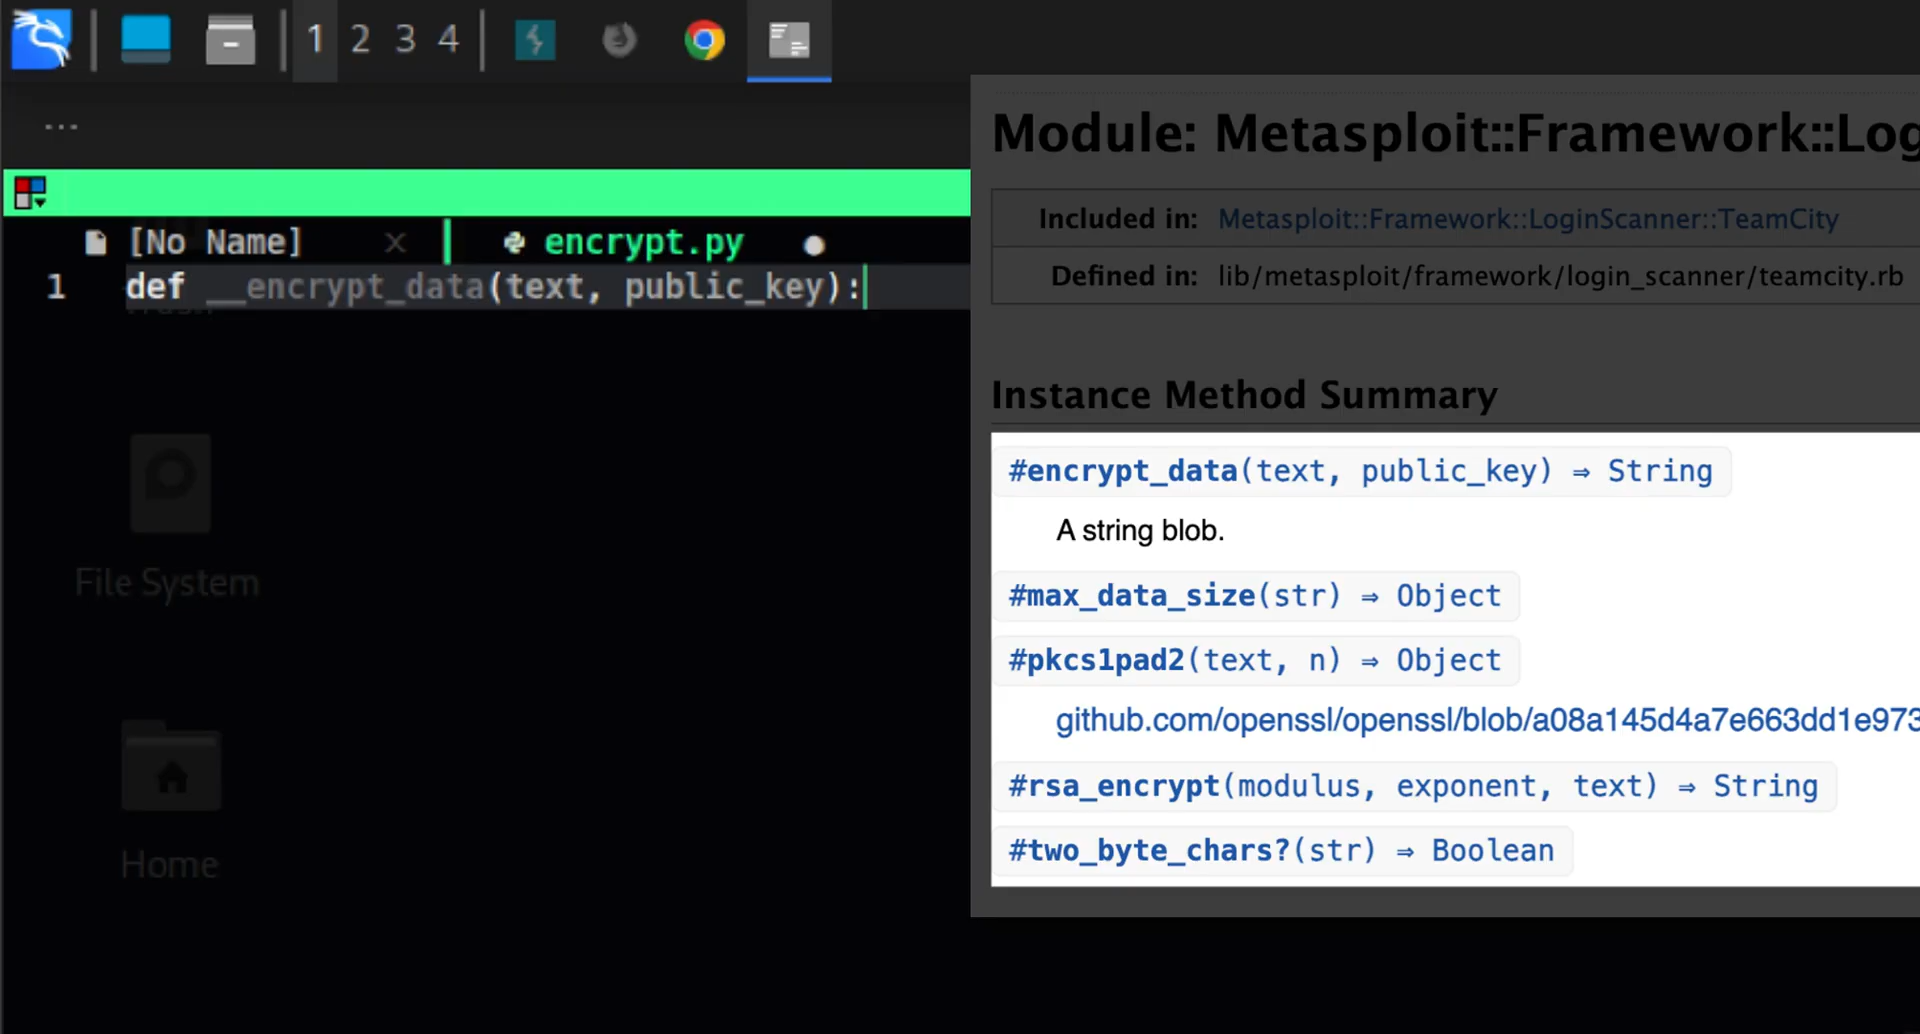 1 2 3 4
...
[No Name] × encrypt.py ●
1 def __encrypt_data(text, public_key):
Trash
File System
Home
Module: Metasploit::Framework::Log
Included in: Metasploit::Framework::LoginScanner::TeamCity
Defined in: lib/metasploit/framework/login_scanner/teamcity.rb
Instance Method Summary
#encrypt_data(text, public_key) ⇒ String
A string blob.
#max_data_size(str) ⇒ Object
#pkcs1pad2(text, n) ⇒ Object
github.com/openssl/openssl/blob/a08a145d4a7e663dd1e973
#rsa_encrypt(modulus, exponent, text) ⇒ String
#two_byte_chars?(str) ⇒ Boolean